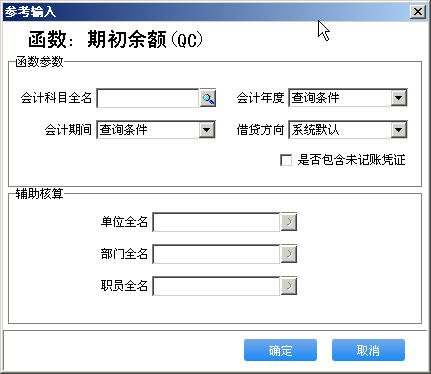 参考输入
函数: 期初余额(QC)
函数参数
会计科目全名 会计年度 查询条件
会计期间 查询条件 借贷方向 系统默认
是否包含未记账凭证
辅助核算
单位全名
部门全名
职员全名
确定 取消